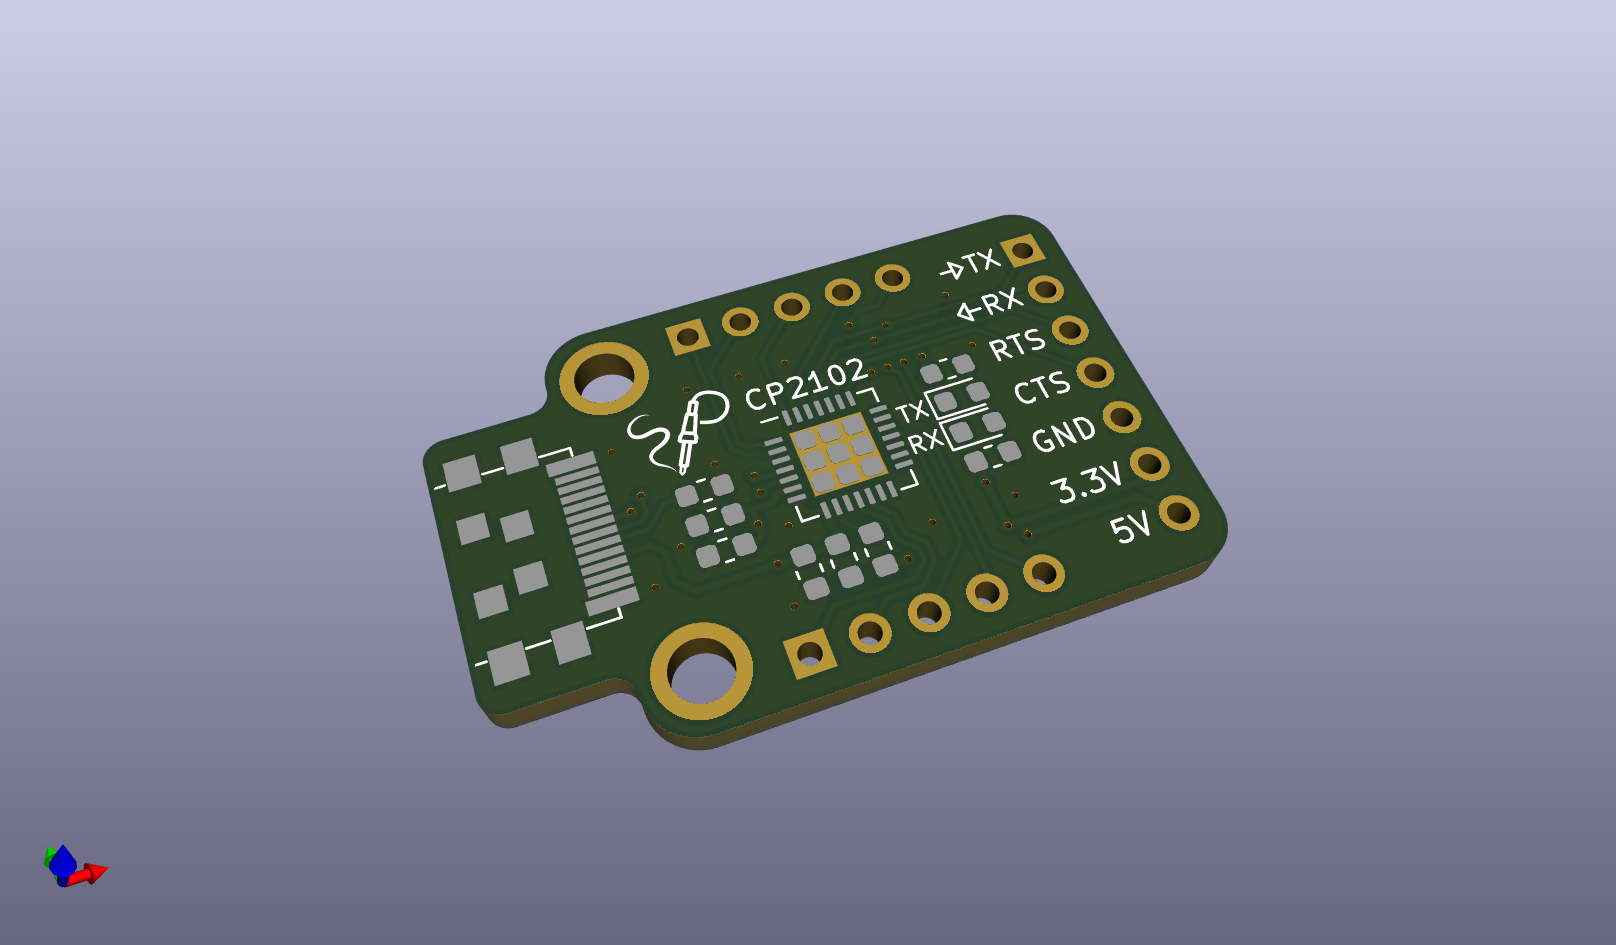 TX
RX
RTS
CP2102
CTS
TX
RX
GND
3.3V
5V